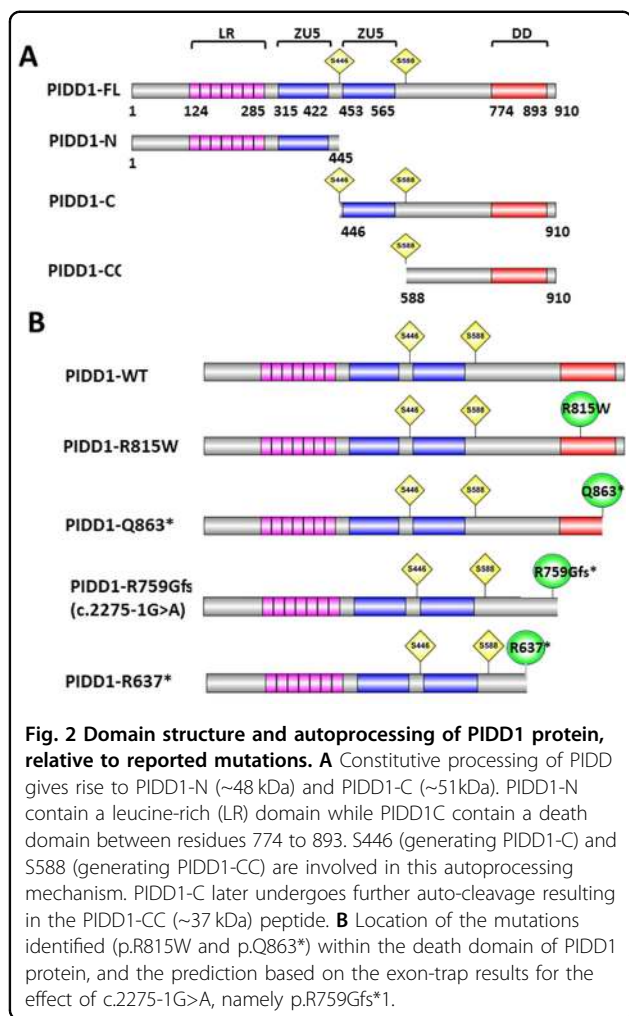 LR ZU5 ZU5 DD
A
S446 S588
PIDD1-FL
1 124 285 315 422 453 565 774 893 910
PIDD1-N
1 445
S446 S588
PIDD1-C
446 910
S588
PIDD1-CC
588 910
B
S446 S588
PIDD1-WT
S446 S588 R815W
PIDD1-R815W
S446 S588 Q863*
PIDD1-Q863*
S446 S588 R759Gfs*
PIDD1-R759Gfs
(c.2275-1G>A)
S446 S588 R637*
PIDD1-R637*
Fig. 2 Domain structure and autoprocessing of PIDD1 protein,
relative to reported mutations. A Constitutive processing of PIDD
gives rise to PIDD1-N (~48 kDa) and PIDD1-C (~51kDa). PIDD1-N
contain a leucine-rich (LR) domain while PIDD1C contain a death
domain between residues 774 to 893. S446 (generating PIDD1-C) and
S588 (generating PIDD1-CC) are involved in this autoprocessing
mechanism. PIDD1-C later undergoes further auto-cleavage resulting
in the PIDD1-CC (~37 kDa) peptide. B Location of the mutations
identified (p.R815W and p.Q863*) within the death domain of PIDD1
protein, and the prediction based on the exon-trap results for the
effect of c.2275-1G>A, namely p.R759Gfs*1.